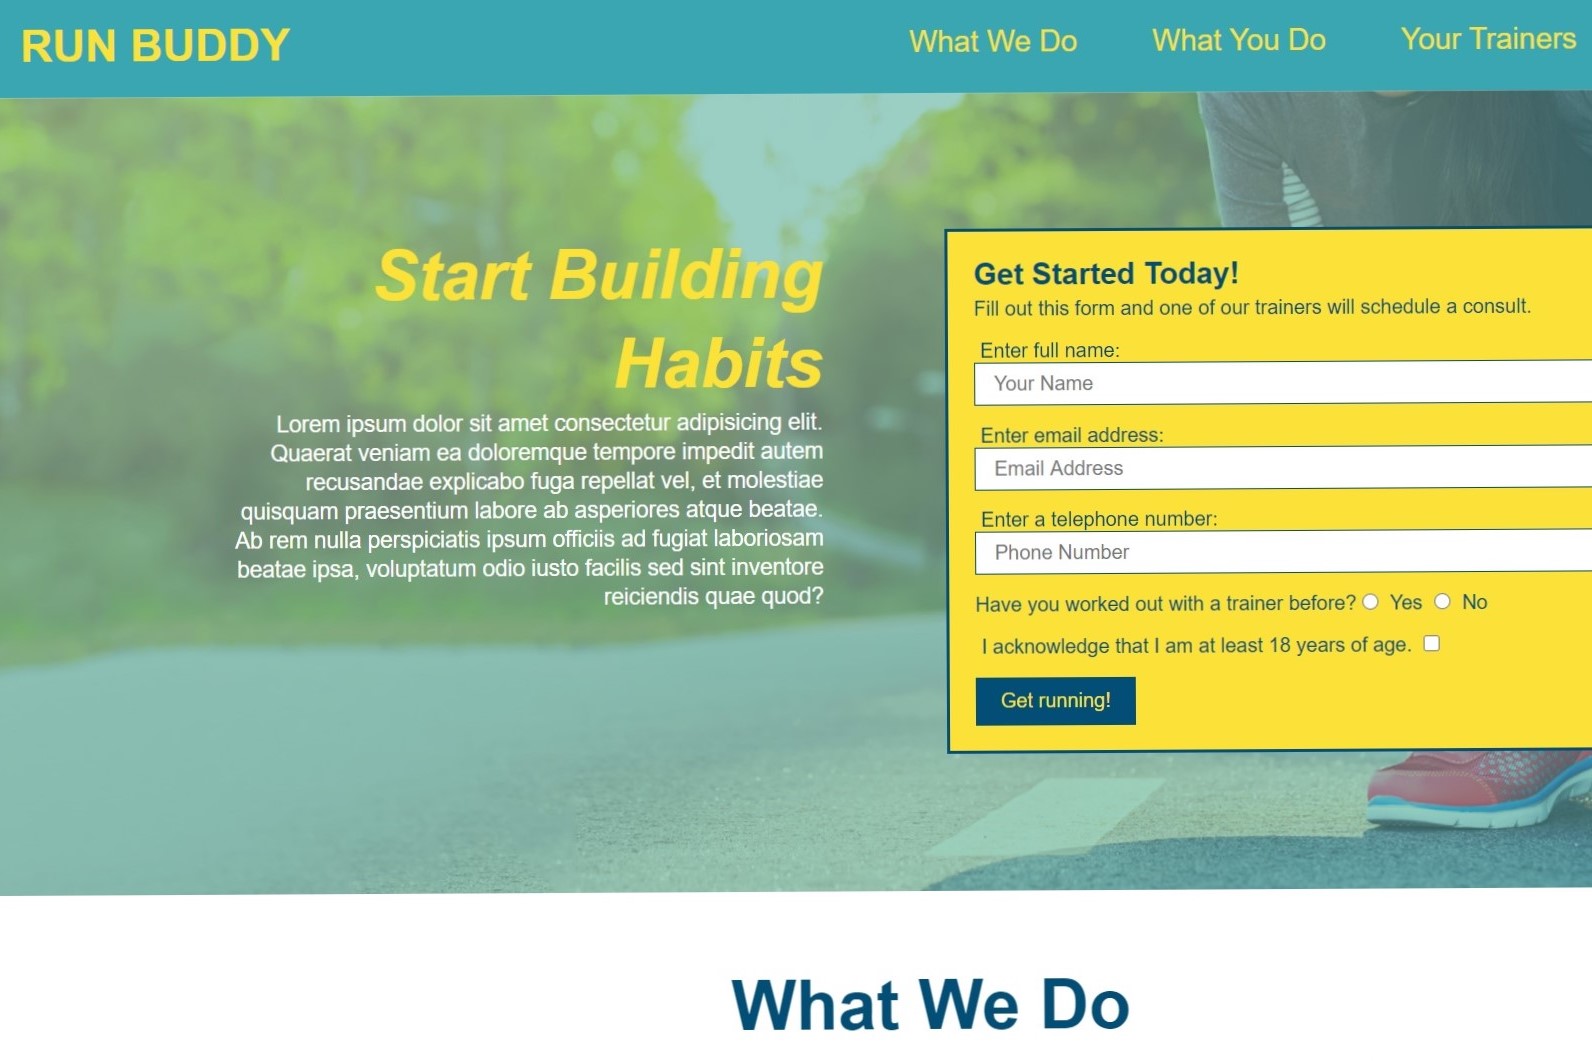 RUN BUDDY
What We Do
What You Do
Your Trainers
Start Building
Habits
Lorem ipsum dolor sit amet consectetur adipisicing elit.
Quaerat veniam ea doloremque tempore impedit autem
recusandae explicabo fuga repellat vel, et molestiae
quisquam praesentium labore ab asperiores atque beatae.
Ab rem nulla perspiciatis ipsum officiis ad fugiat laboriosam
beatae ipsa, voluptatum odio iusto facilis sed sint inventore
reiciendis quae quod?
Get Started Today!
Fill out this form and one of our trainers will schedule a consult.
Enter full name:
Your Name
Enter email address:
Email Address
Enter a telephone number:
Phone Number
Have you worked out with a trainer before? Yes No
I acknowledge that I am at least 18 years of age.
Get running!
What We Do